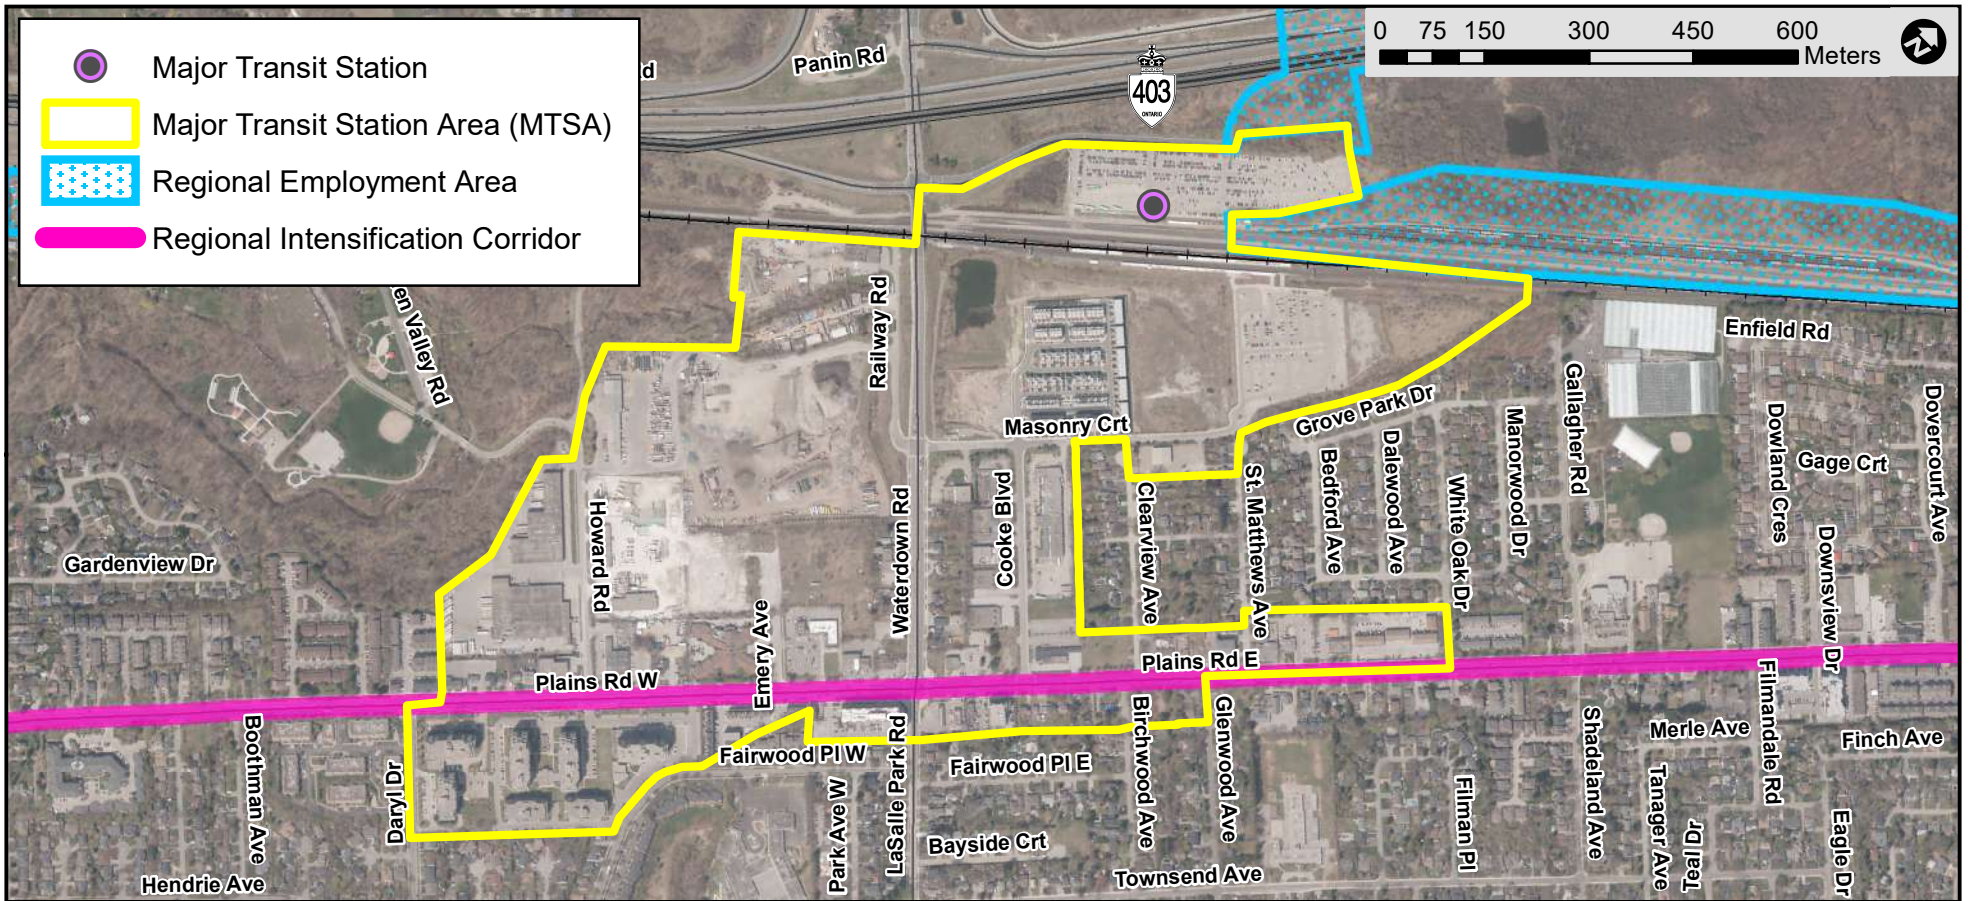 Major Transit Station
Major Transit Station Area (MTSA)
Regional Employment Area
Regional Intensification Corridor
0 75 150 300 450 600
Meters
N
Rd
Panin Rd
403
ONTARIO
en Valley Rd
Railway Rd
Enfield Rd
Masonry Crt
Grove Park Dr
Gallagher Rd
Dovercourt Ave
Dowland Cres
Gage Crt
Manorwood Dr
Dalewood Ave
Bedford Ave
White Oak Dr
St. Matthews Ave
Clearview Ave
Cooke Blvd
Waterdown Rd
Howard Rd
Gardenview Dr
Emery Ave
Downsview Dr
Plains Rd W
Plains Rd E
Boothman Ave
Daryl Dr
Fairwood Pl W
LaSalle Park Rd
Fairwood Pl E
Birchwood Ave
Glenwood Ave
Filman Pl
Shadeland Ave
Merle Ave
Tanager Ave
Teal Dr
Filmandale Rd
Finch Ave
Eagle Dr
Park Ave W
Bayside Crt
Townsend Ave
Hendrie Ave